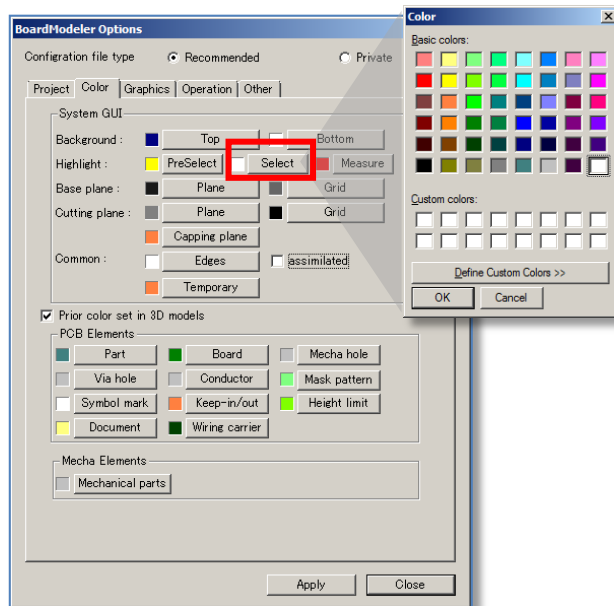 BoardModeler Options
Configration file type Recommended Private
Project Color Graphics Operation Other
System GUI
Background : Top Bottom
Highlight : PreSelect Select Measure
Base plane : Plane Grid
Cutting plane : Plane Grid
Capping plane
Common : Edges assimilated
Temporary
Prior color set in 3D models
PCB Elements
Part Board Mecha hole
Via hole Conductor Mask pattern
Symbol mark Keep-in/out Height limit
Document Wiring carrier
Mecha Elements
Mechanical parts
Apply Close
Color
Basic colors:
Custom colors:
Define Custom Colors >>
OK Cancel